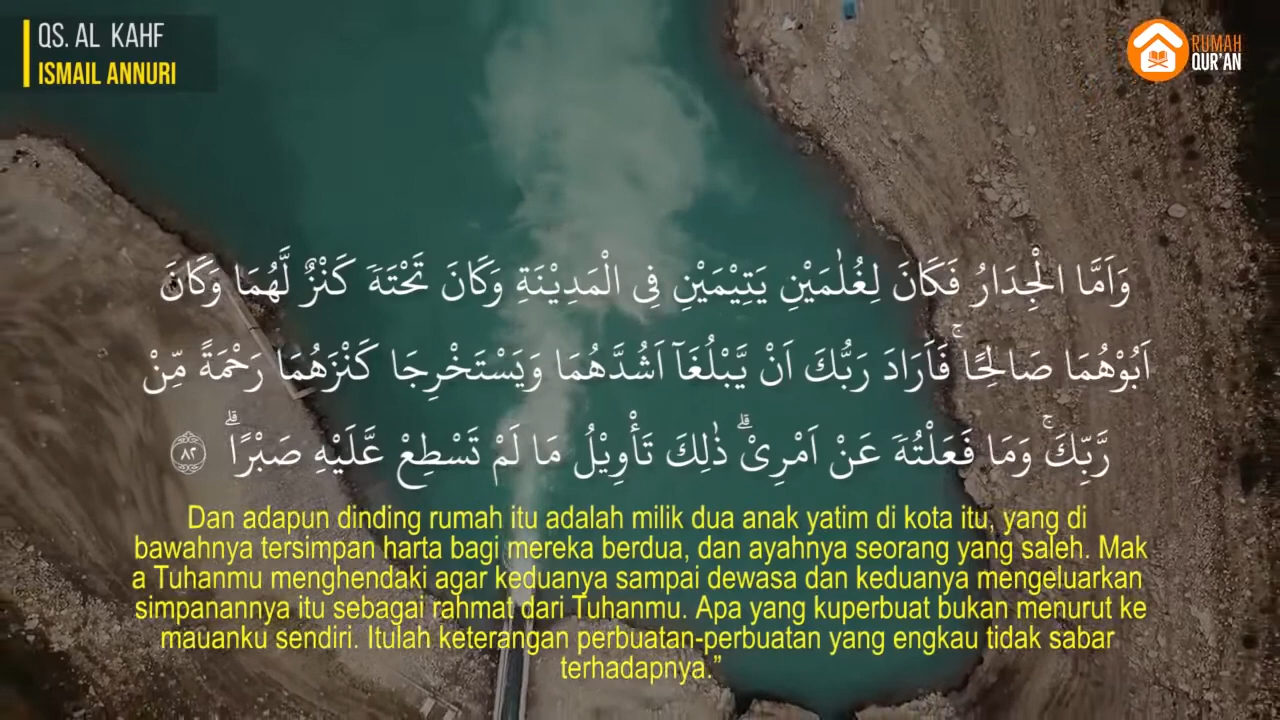 QS. AL KAHF
ISMAIL ANNURI
RUMAH
QUR'AN
وَاَمَّا الْجِدَارُ فَكَانَ لِغُلٰمَيْنِ يَتِيْمَيْنِ فِى الْمَدِيْنَةِ وَكَانَ تَحْتَهٗ كَنْزٌ لَّهُمَا وَكَانَ
اَبُوْهُمَا صَالِحًا ۚفَاَرَادَ رَبُّكَ اَنْ يَّبْلُغَآ اَشُدَّهُمَا وَيَسْتَخْرِجَا كَنْزَهُمَا رَحْمَةً مِّنْ
رَّبِّكَ ۚوَمَا فَعَلْتُهٗ عَنْ اَمْرِيْۗ ذٰلِكَ تَأْوِيْلُ مَا لَمْ تَسْطِعْ عَّلَيْهِ صَبْرًاۗ ٨٢
Dan adapun dinding rumah itu adalah milik dua anak yatim di kota itu, yang di
bawahnya tersimpan harta bagi mereka berdua, dan ayahnya seorang yang saleh. Mak
a Tuhanmu menghendaki agar keduanya sampai dewasa dan keduanya mengeluarkan
simpanannya itu sebagai rahmat dari Tuhanmu. Apa yang kuperbuat bukan menurut ke
mauanku sendiri. Itulah keterangan perbuatan-perbuatan yang engkau tidak sabar
terhadapnya.”